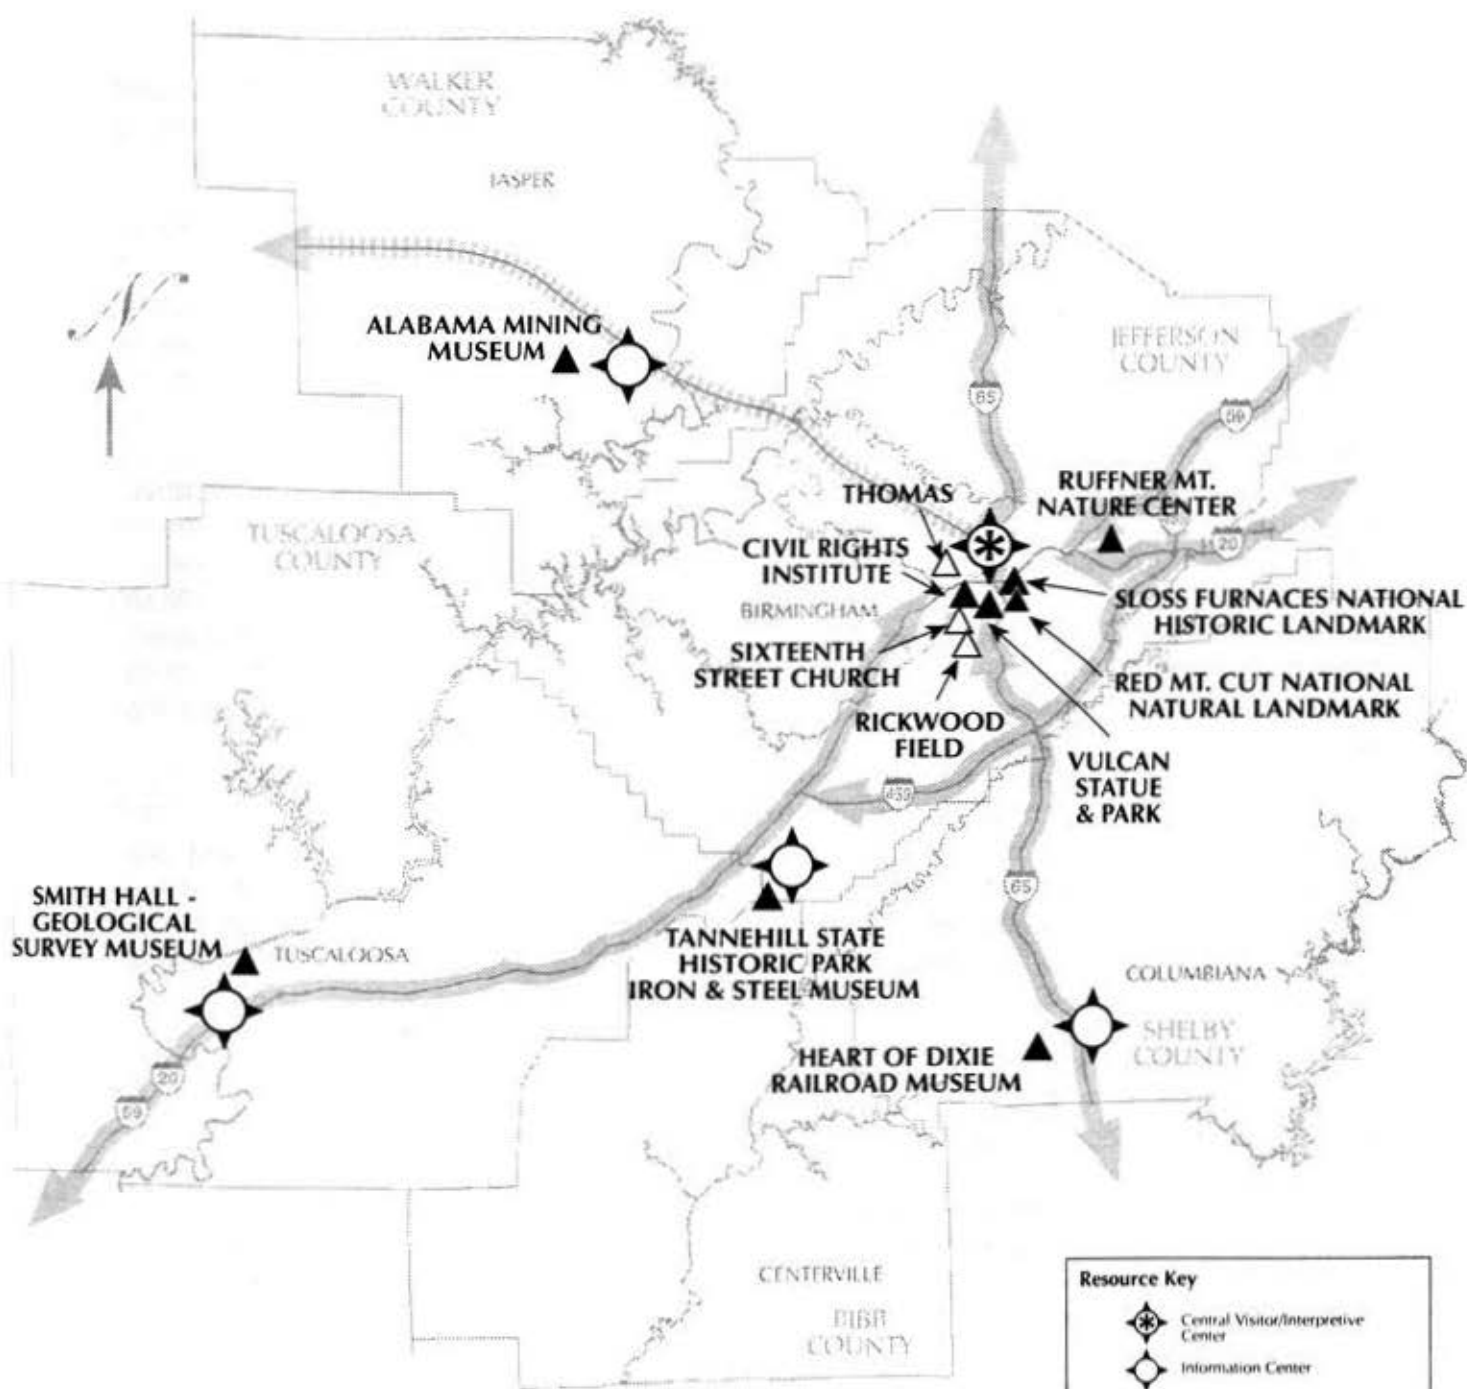 WALKER
COUNTY
JASPER
ALABAMA MINING
MUSEUM
JEFFERSON
COUNTY
65
59
THOMAS
RUFFNER MT.
NATURE CENTER
TUSCALOOSA
COUNTY
CIVIL RIGHTS
INSTITUTE
20
BIRMINGHAM
SLOSS FURNACES NATIONAL
HISTORIC LANDMARK
SIXTEENTH
STREET CHURCH
RED MT. CUT NATIONAL
NATURAL LANDMARK
RICKWOOD
FIELD
VULCAN
STATUE
& PARK
459
65
SMITH HALL -
GEOLOGICAL
SURVEY MUSEUM
TUSCALOOSA
TANNEHILL STATE
HISTORIC PARK
IRON & STEEL MUSEUM
COLUMBIANA
SHELBY
COUNTY
HEART OF DIXIE
RAILROAD MUSEUM
20
59
CENTERVILLE
BIBB
COUNTY
Resource Key
Central Visitor/Interpretive
Center
Information Center